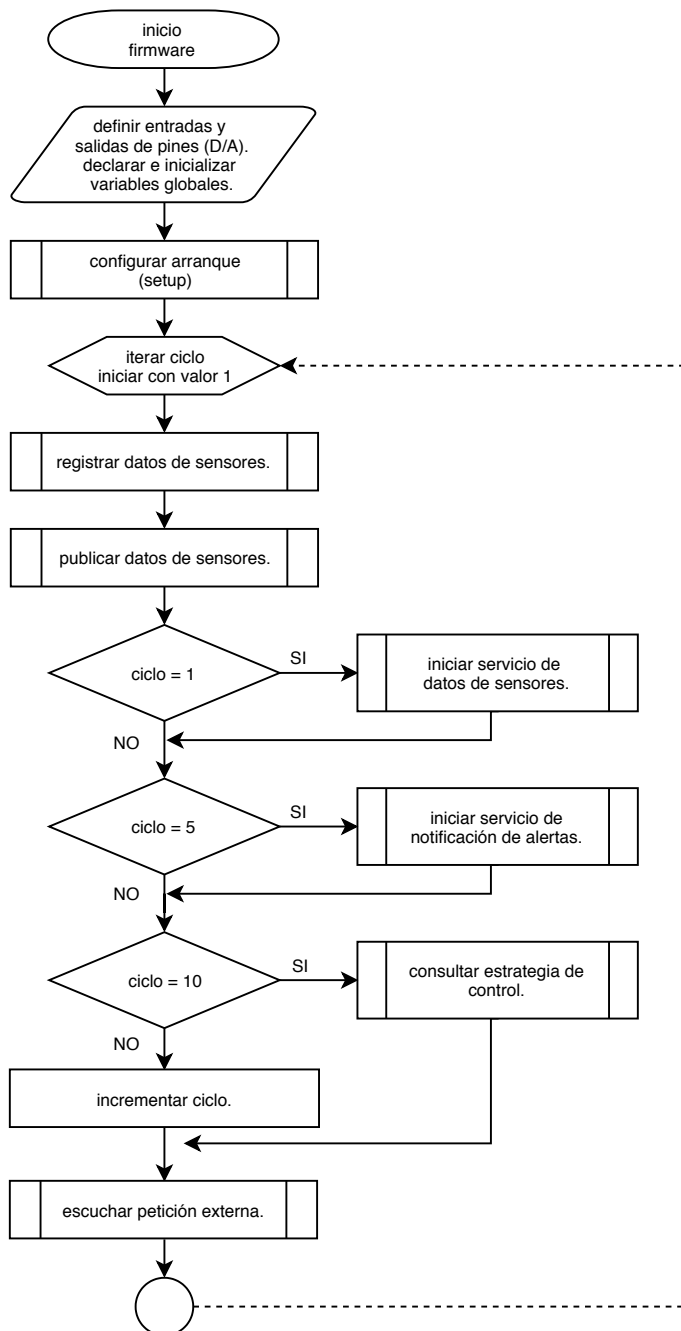 inicio
firmware
definir entradas y
salidas de pines (D/A).
declarar e inicializar
variables globales.
configurar arranque
(setup)
iterar ciclo
iniciar con valor 1
registrar datos de sensores.
publicar datos de sensores.
ciclo = 1
SI
iniciar servicio de
datos de sensores.
NO
ciclo = 5
SI
iniciar servicio de
notificación de alertas.
NO
ciclo = 10
SI
consultar estrategia de
control.
NO
incrementar ciclo.
escuchar petición externa.